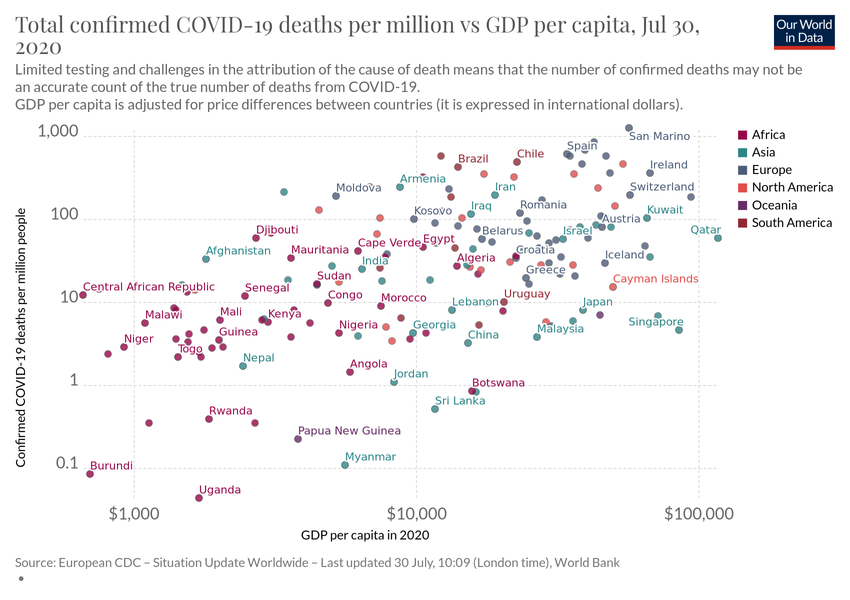 Total confirmed COVID-19 deaths per million vs GDP per capita, Jul 30,
2020
Our World
in Data
Limited testing and challenges in the attribution of the cause of death means that the number of confirmed deaths may not be
an accurate count of the true number of deaths from COVID-19.
GDP per capita is adjusted for price differences between countries (it is expressed in international dollars).
Confirmed COVID-19 deaths per million people
1,000
100
10
1
0.1
San Marino
Spain
Chile
Brazil
Ireland
Armenia
Moldova
Iran
Switzerland
Kosovo
Iraq
Romania
Kuwait
Austria
Djibouti
Belarus
Israel
Qatar
Cape Verde
Egypt
Afghanistan
Mauritania
Croatia
Iceland
Algeria
India
Greece
Sudan
Cayman Islands
Central African Republic
Senegal
Congo
Morocco
Uruguay
Lebanon
Japan
Malawi
Mali
Kenya
Nigeria
Georgia
Malaysia
Singapore
Niger
Guinea
China
Togo
Nepal
Angola
Jordan
Botswana
Sri Lanka
Rwanda
Papua New Guinea
Burundi
Myanmar
Uganda
Africa
Asia
Europe
North America
Oceania
South America
$1,000
$10,000
$100,000
GDP per capita in 2020
Source: European CDC – Situation Update Worldwide – Last updated 30 July, 10:09 (London time), World Bank